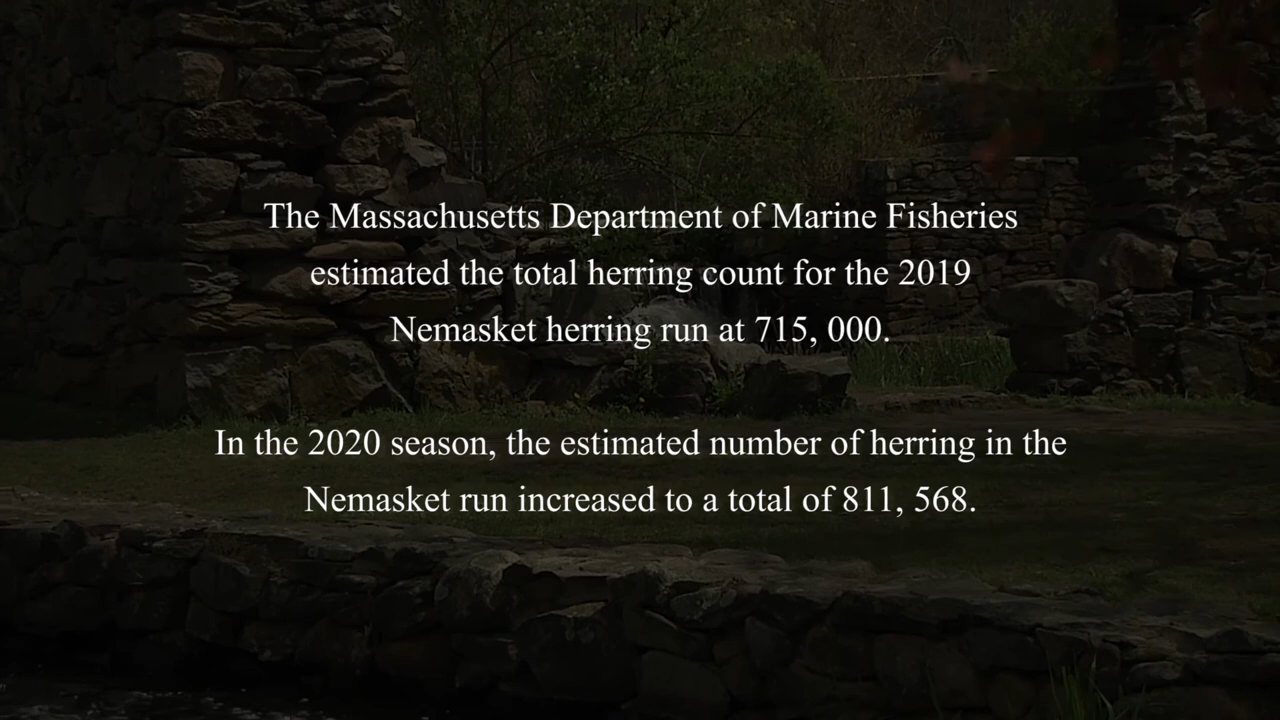 The Massachusetts Department of Marine Fisheries
estimated the total herring count for the 2019
Nemasket herring run at 715, 000.
In the 2020 season, the estimated number of herring in the
Nemasket run increased to a total of 811, 568.